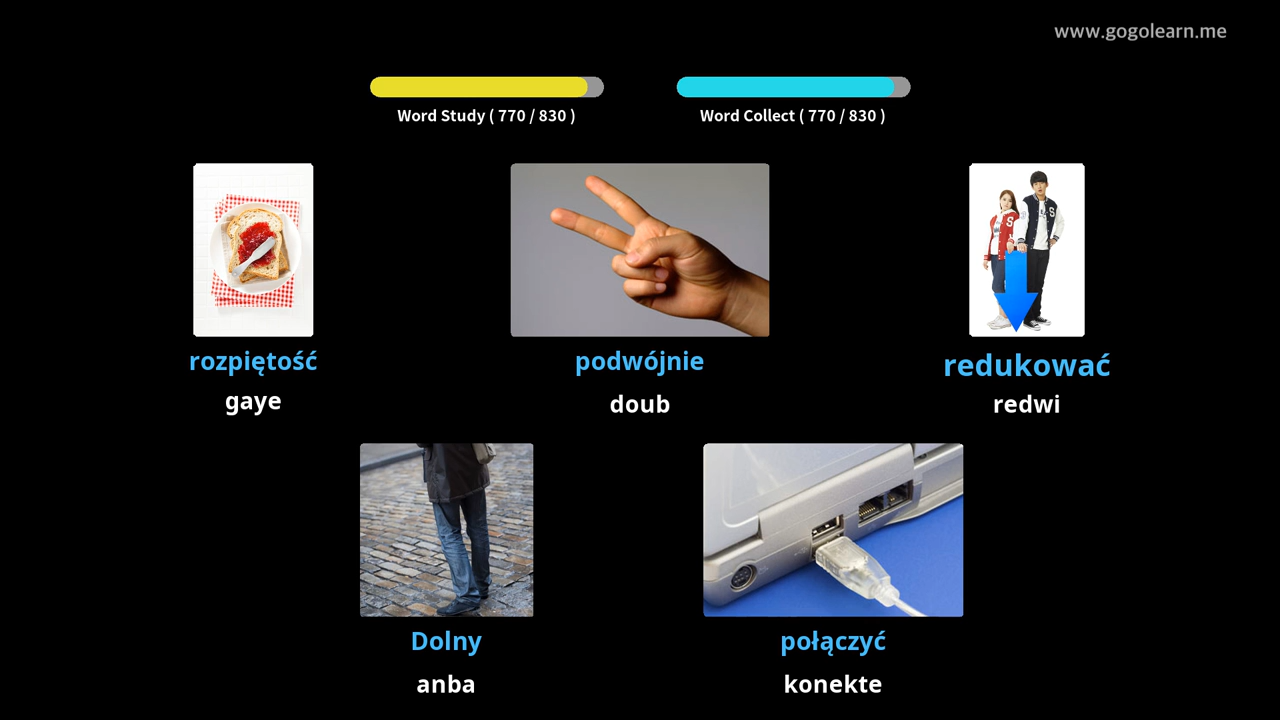 www.gogolearn.me
Word Study ( 770 / 830 )
Word Collect ( 770 / 830 )
rozpiętość
gaye
podwójnie
doub
redukować
redwi
Dolny
anba
połączyć
konekte